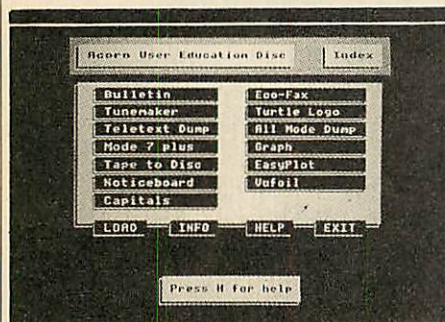 Acorn User Education Disc Index
Bulletin Eco-Fax
Tunemaker Turtle Logo
Teletext Dump All Mode Dump
Mode 7 plus Graph
Tape to Disc EasyPlot
Noticeboard Vufoil
Capitals
LOAD INFO HELP EXIT
Press H for help